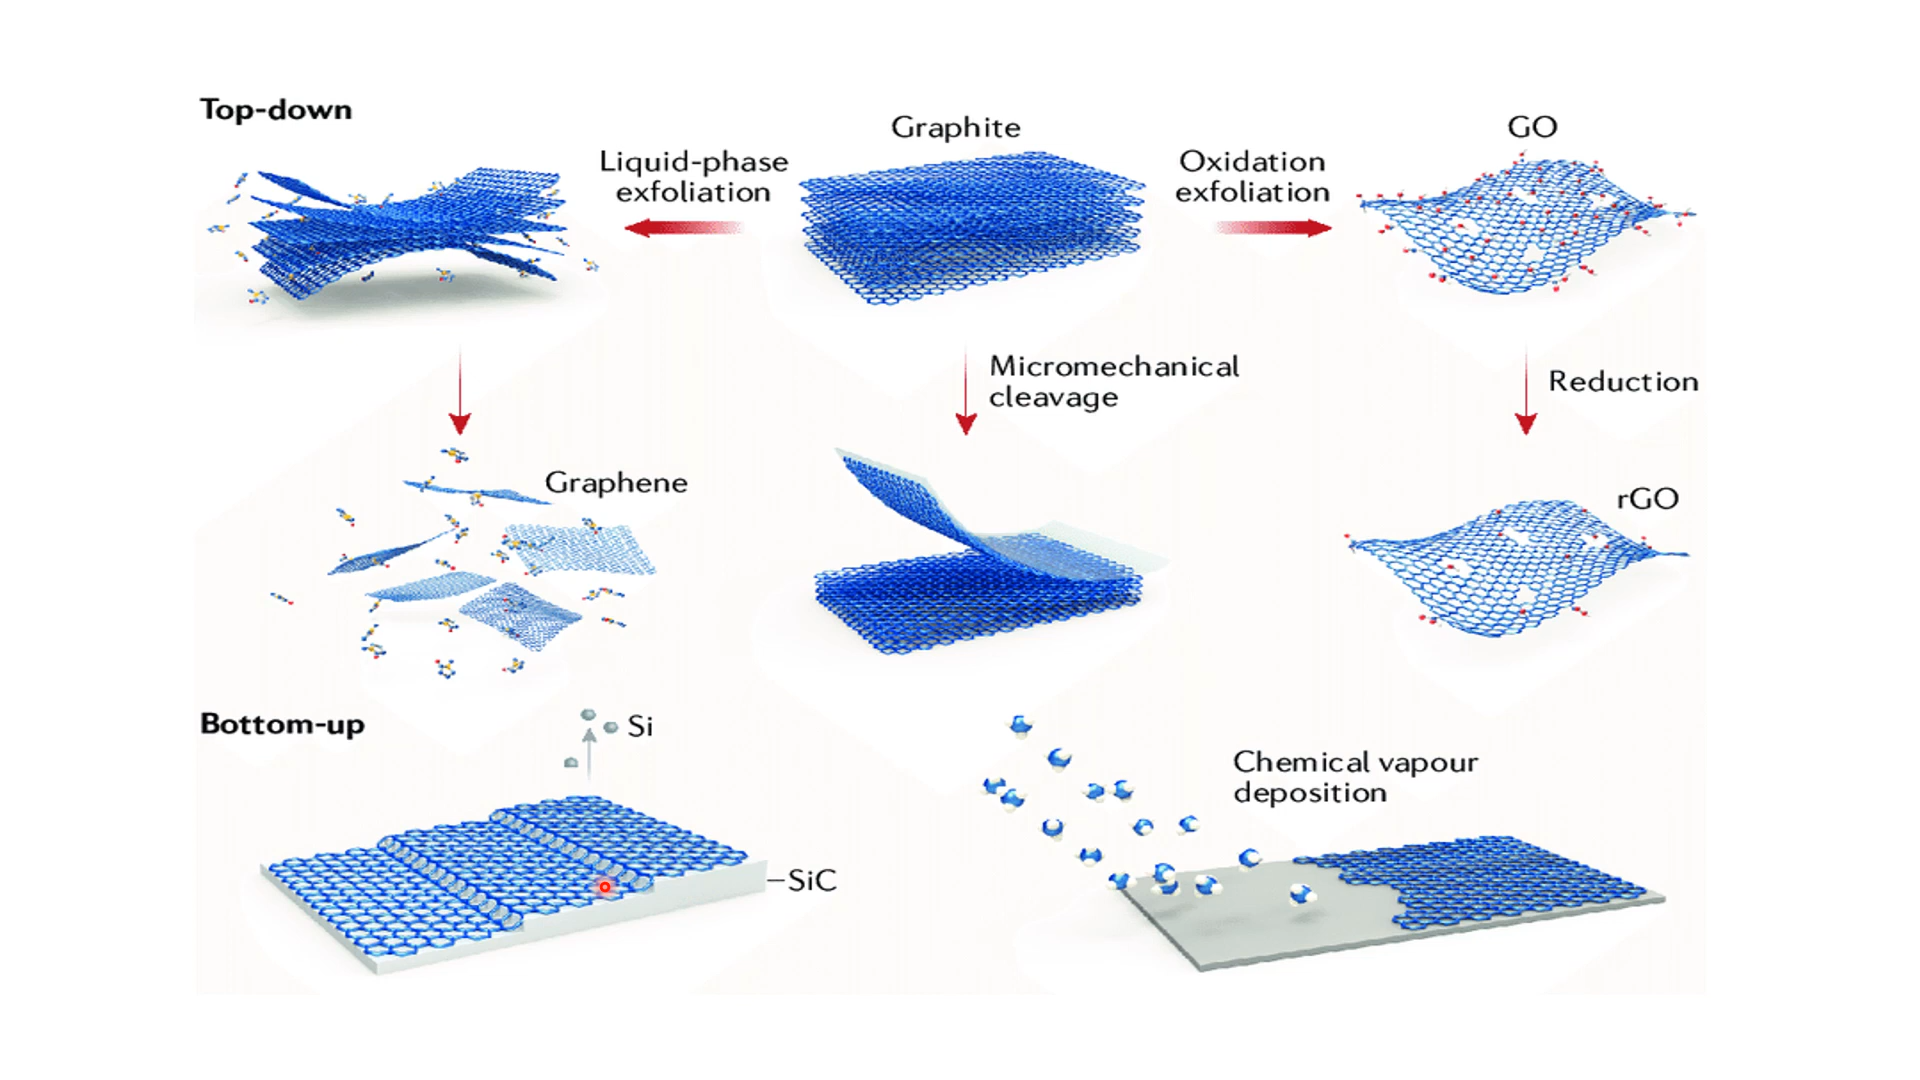 Top-down
Graphite
GO
Liquid-phase
exfoliation
Oxidation
exfoliation
Micromechanical
cleavage
Reduction
Graphene
rGO
Bottom-up
Si
SiC
Chemical vapour
deposition